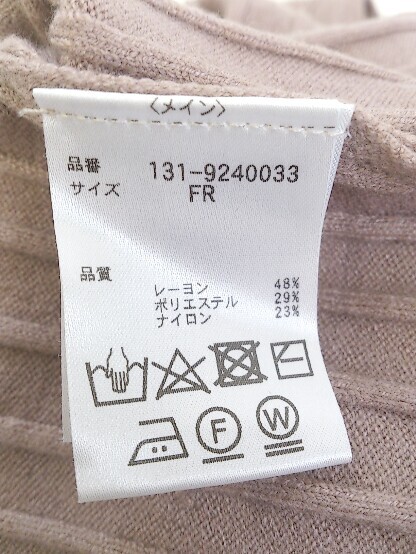 〈メイン〉
品番 131-9240033
サイズ FR
品質
レーヨン 48%
ポリエステル 29%
ナイロン 23%
F W